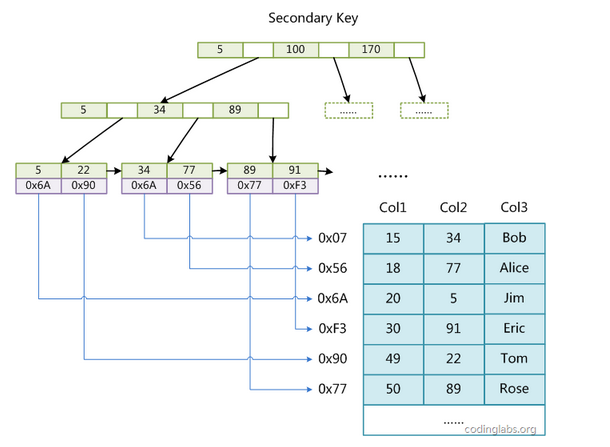 Secondary Key
5 100 170
5 34 89 ...... ......
5 22 34 77 89 91 ......
0x6A 0x90 0x6A 0x56 0x77 0xF3
Col1 Col2 Col3
0x07 15 34 Bob
0x56 18 77 Alice
0x6A 20 5 Jim
0xF3 30 91 Eric
0x90 49 22 Tom
0x77 50 89 Rose
......
codinglabs.org